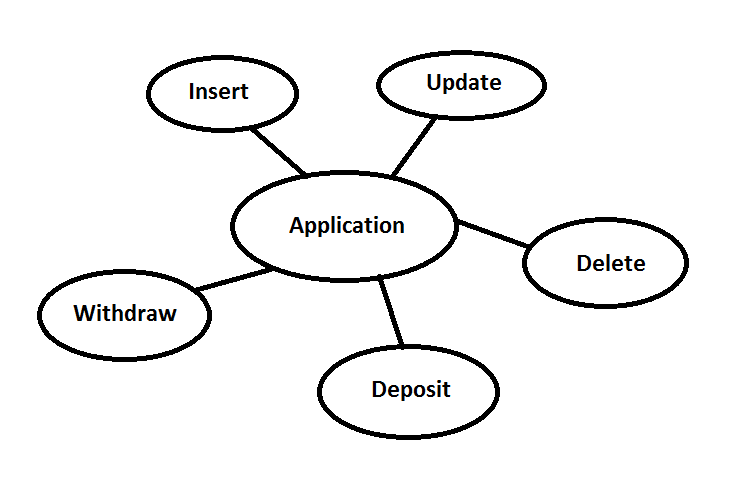 Insert
Update
Application
Delete
Withdraw
Deposit